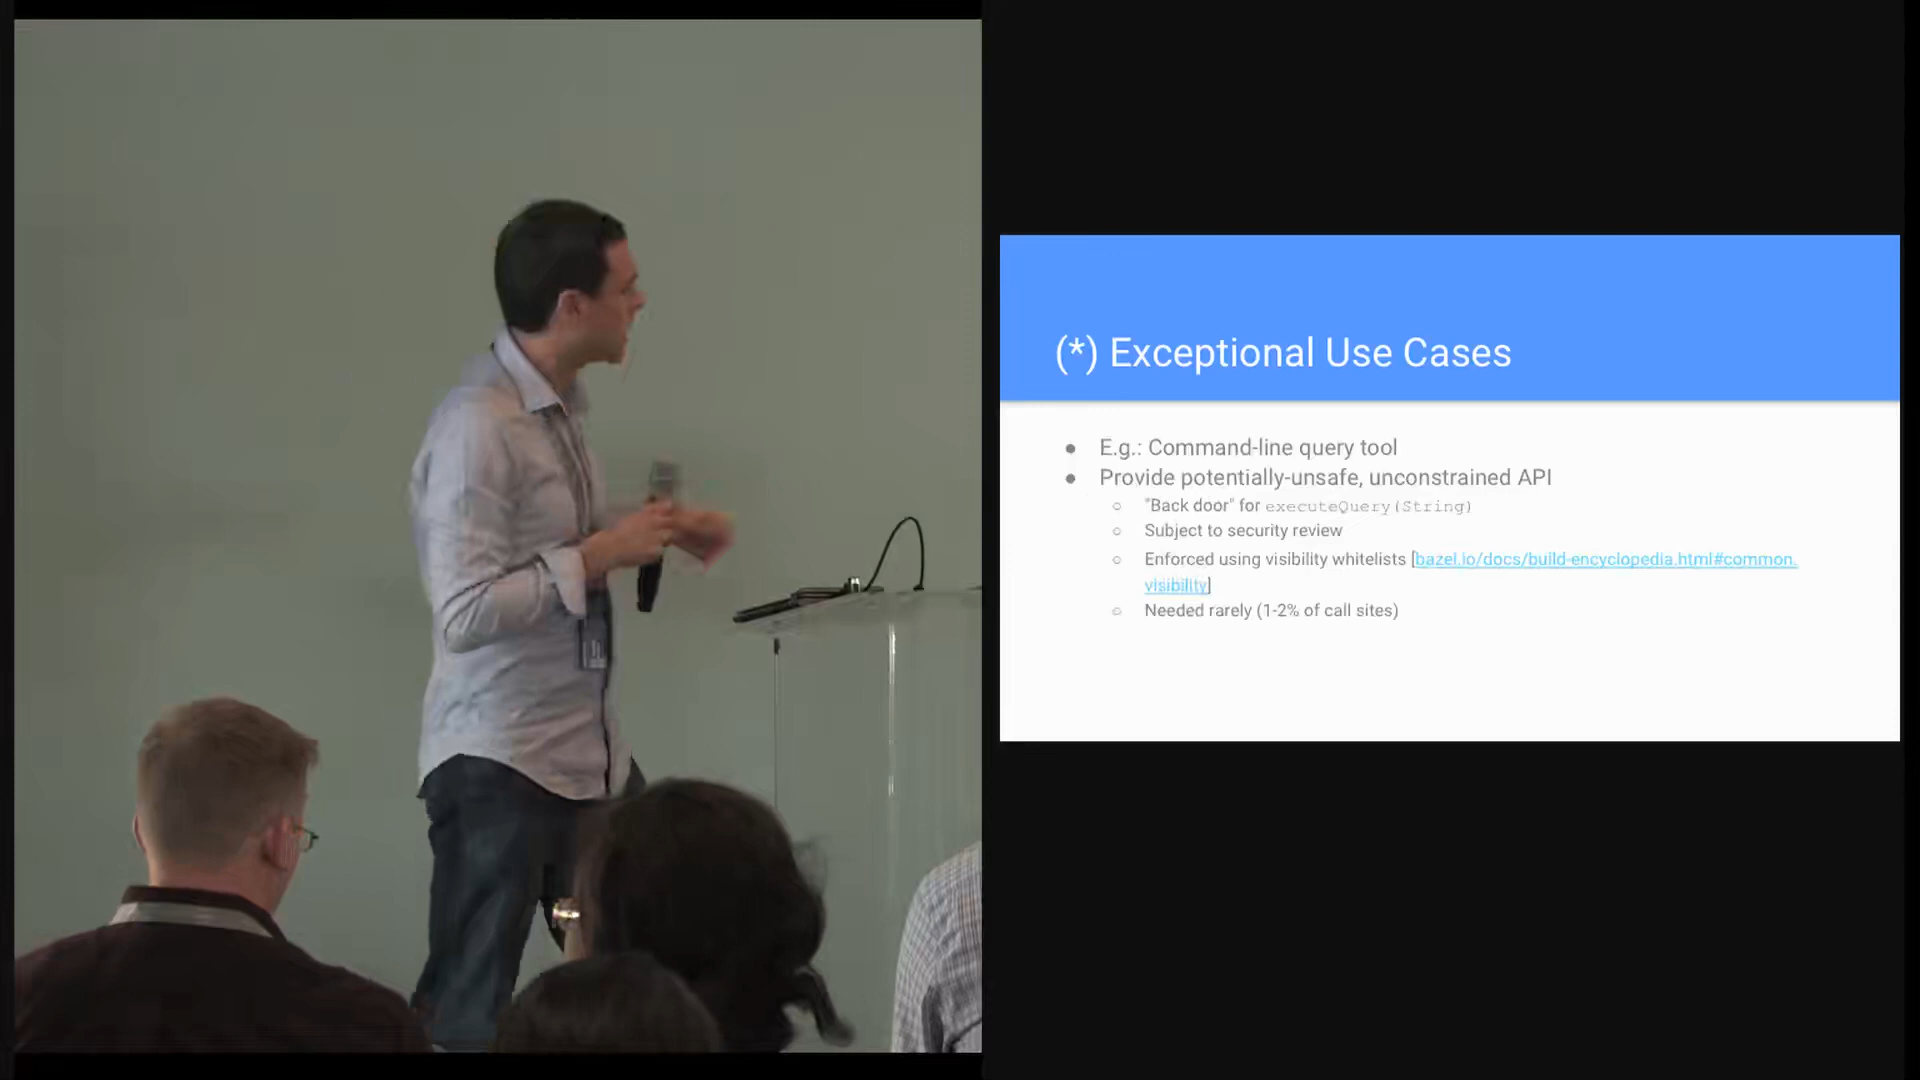 (*) Exceptional Use Cases
● E.g.: Command-line query tool
● Provide potentially-unsafe, unconstrained API
○ "Back door" for executeQuery(String)
○ Subject to security review
○ Enforced using visibility whitelists [bazel.io/docs/build-encyclopedia.html#common.
visibility]
○ Needed rarely (1-2% of call sites)